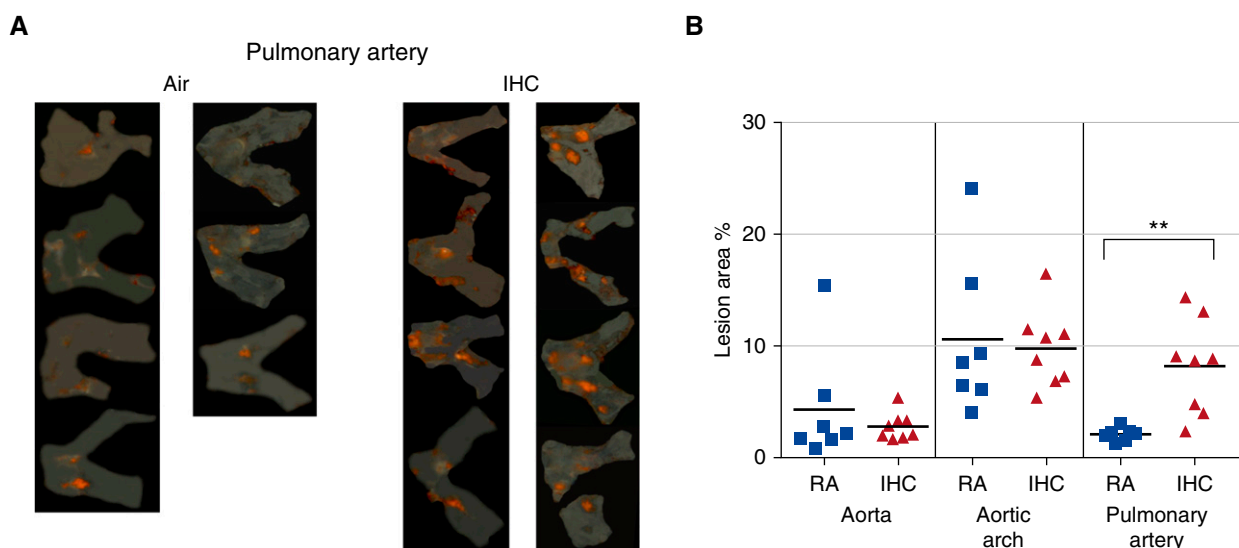 A
Pulmonary artery
Air
IHC
B
Lesion area %
30
20
10
0
**
RA
IHC
RA
IHC
RA
IHC
Aorta
Aortic
arch
Pulmonary
artery